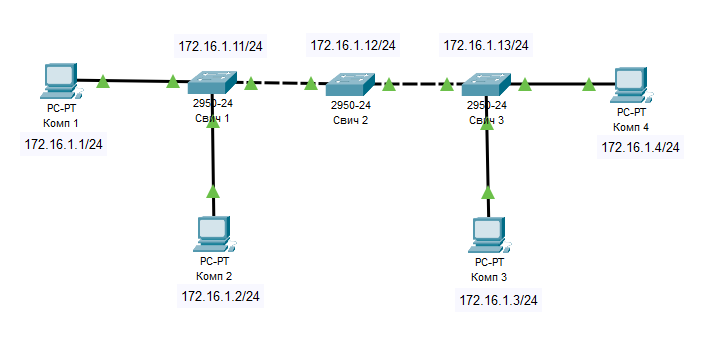 172.16.1.11/24
172.16.1.12/24
172.16.1.13/24
PC-PT
Комп 1
172.16.1.1/24
2950-24
Свич 1
2950-24
Свич 2
2950-24
Свич 3
PC-PT
Комп 4
172.16.1.4/24
PC-PT
Комп 2
172.16.1.2/24
PC-PT
Комп 3
172.16.1.3/24